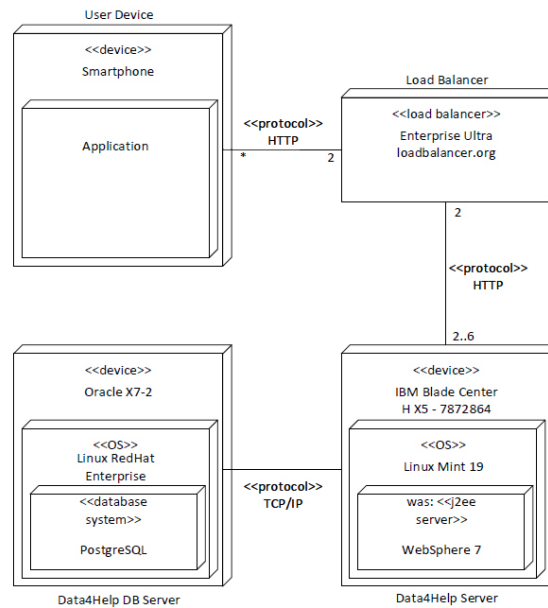 User Device
<<device>>
Smartphone
Application
<<protocol>>
HTTP
*
2
Load Balancer
<<load balancer>>
Enterprise Ultra
loadbalancer.org
2
<<protocol>>
HTTP
2..6
<<device>>
Oracle X7-2
<<OS>>
Linux RedHat
Enterprise
<<database
system>>
PostgreSQL
Data4Help DB Server
<<protocol>>
TCP/IP
<<device>>
IBM Blade Center
H X5 - 7872864
<<OS>>
Linux Mint 19
was: <<j2ee
server>>
WebSphere 7
Data4Help Server